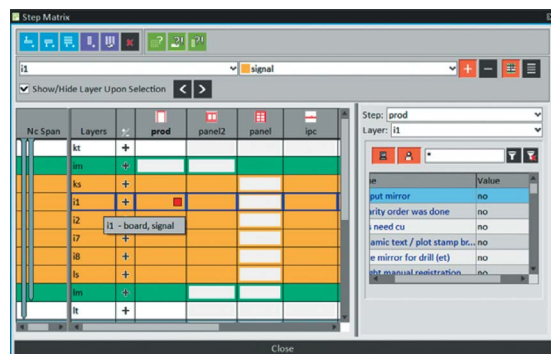 Step Matrix
i1
signal
Show/Hide Layer Upon Selection
Step: prod
Layer: i1
Nc Span
Layers
prod
panel2
panel
ipc
kt
im
ks
i1
i2
i7
i8
ls
lm
lt
i1 - board, signal
*
Value
put mirror no
arity order was done no
need cu no
amic text / plot stamp br... no
e mirror for drill (et) no
ght manual registration no
Close